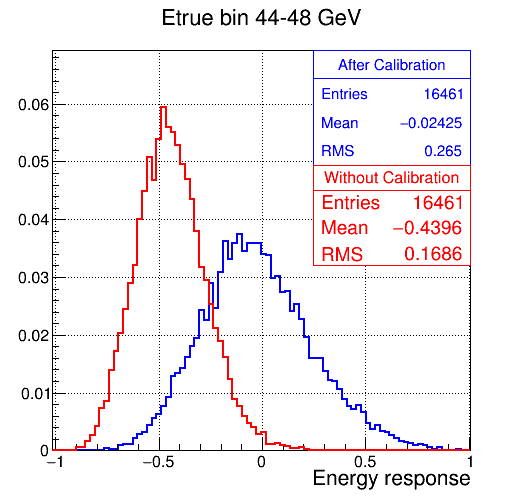 Etrue bin 44-48 GeV
After Calibration
Entries 16461
Mean −0.02425
RMS 0.265
Without Calibration
Entries 16461
Mean −0.4396
RMS 0.1686
0.06
0.05
0.04
0.03
0.02
0.01
0
−1 −0.5 0 0.5 1
Energy response